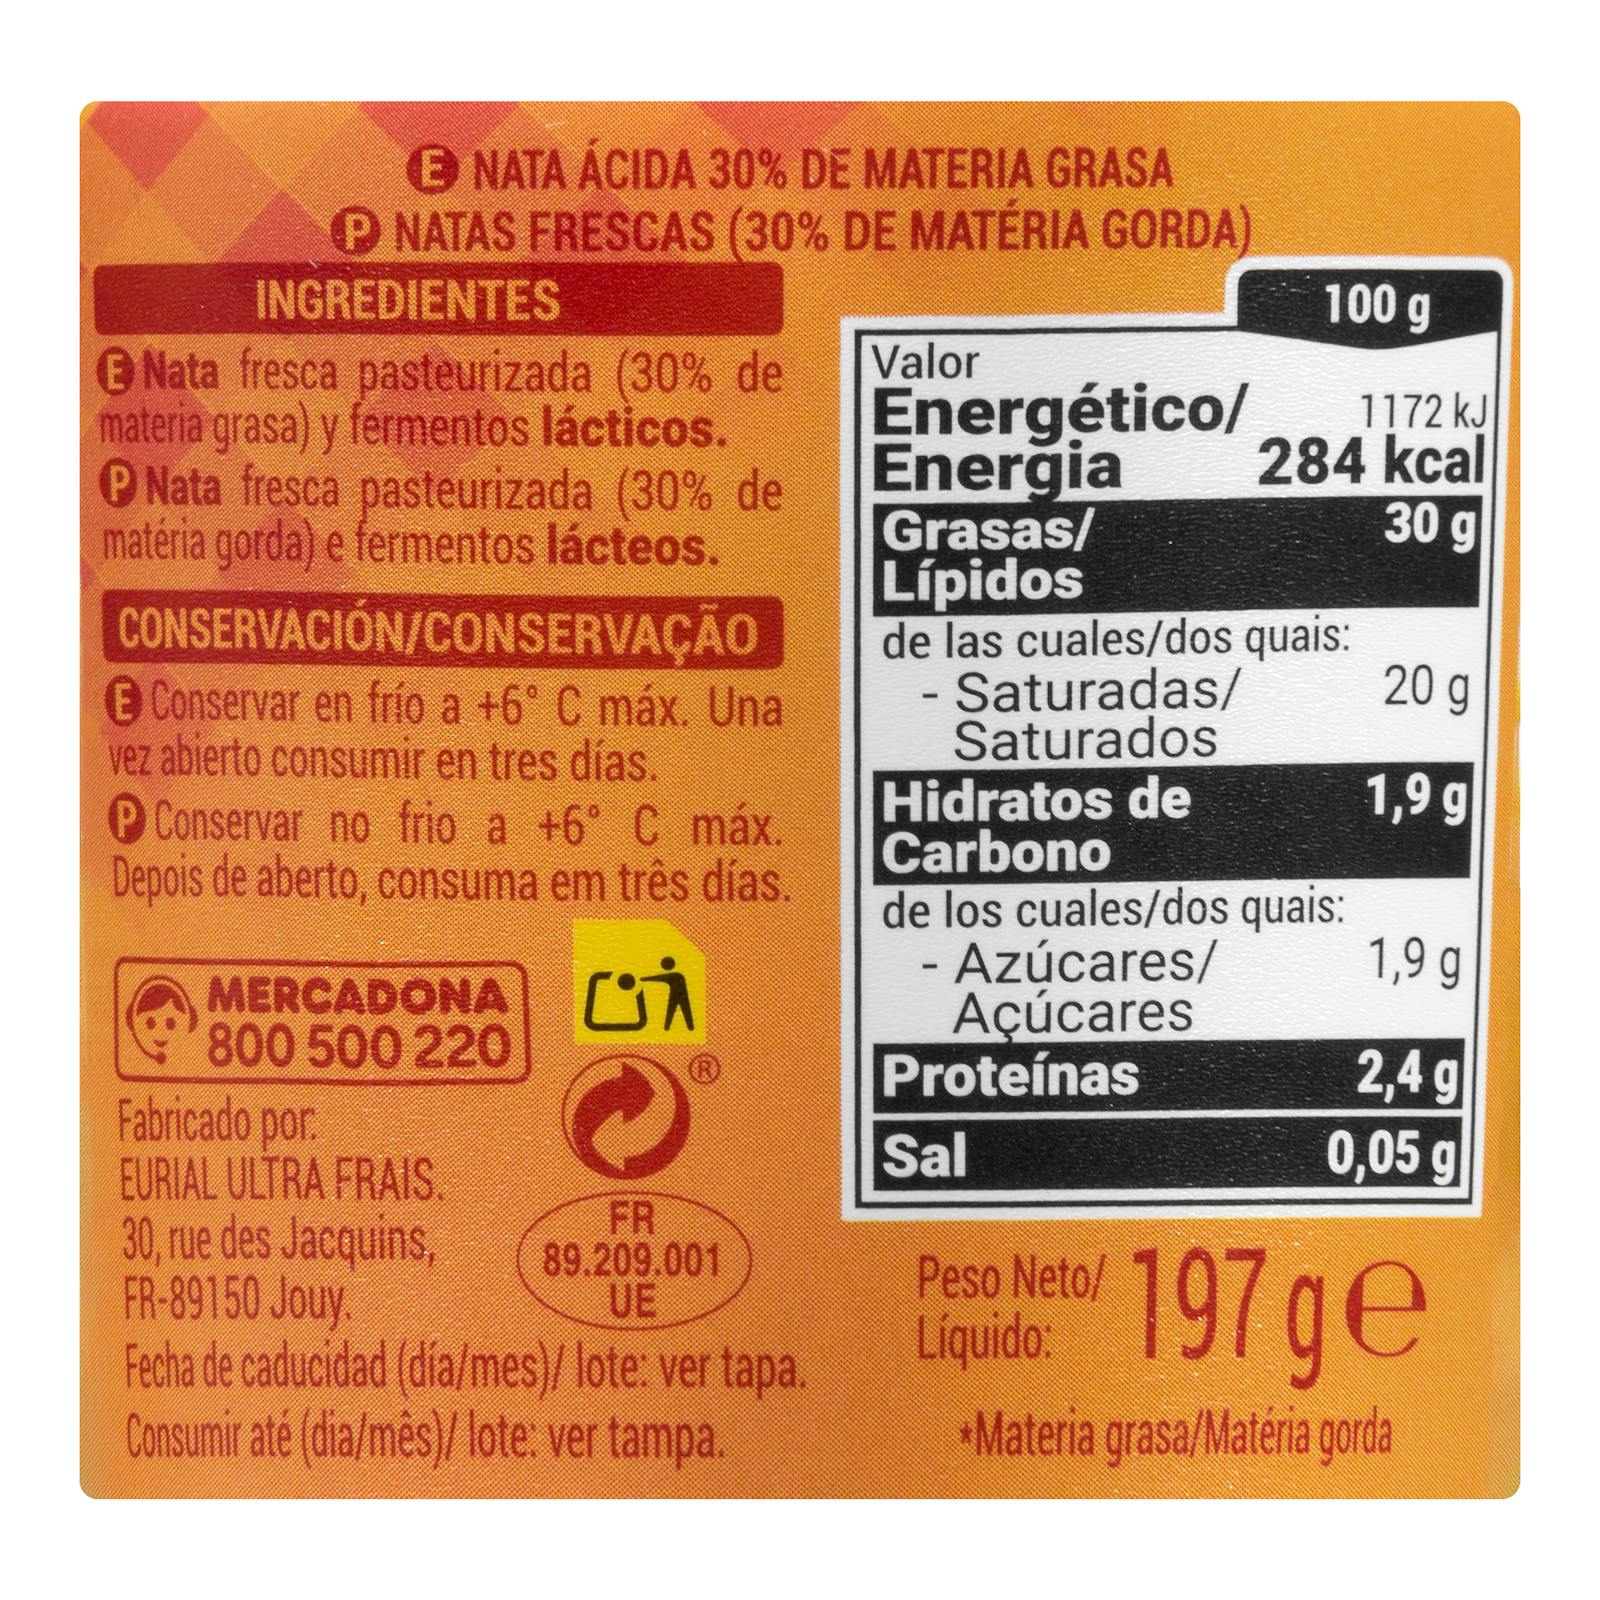 E NATA ÁCIDA 30% DE MATERIA GRASA
P NATAS FRESCAS (30% DE MATÉRIA GORDA)
INGREDIENTES
E Nata fresca pasteurizada (30% de
materia grasa) y fermentos lácticos.
P Nata fresca pasteurizada (30% de
matéria gorda) e fermentos lácteos.
CONSERVACIÓN/CONSERVAÇÃO
E Conservar en frío a +6° C máx. Una
vez abierto consumir en tres días.
P Conservar no frio a +6° C máx.
Depois de aberto, consuma em três días.
MERCADONA
800 500 220
Fabricado por:
EURIAL ULTRA FRAIS.
30, rue des Jacquins,
FR-89150 Jouy.
®
FR
89.209.001
UE
Fecha de caducidad (día/mes)/ lote: ver tapa.
Consumir até (dia/mês)/ lote: ver tampa.
100 g
Valor
Energético/ 1172 kJ
Energia 284 kcal
Grasas/ 30 g
Lípidos
de las cuales/dos quais:
- Saturadas/ 20 g
Saturados
Hidratos de 1,9 g
Carbono
de los cuales/dos quais:
- Azúcares/ 1,9 g
Açúcares
Proteínas 2,4 g
Sal 0,05 g
Peso Neto/ 197 g e
Líquido:
*Materia grasa/Matéria gorda